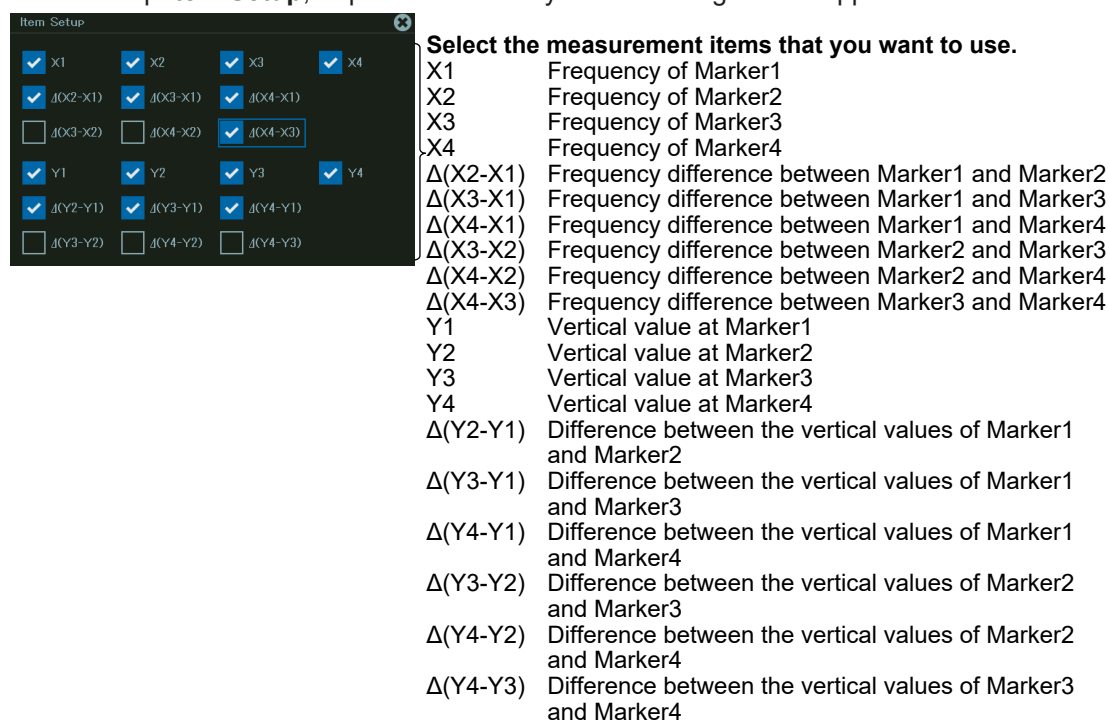 Item Setup
X1 X2 X3 X4
Δ(X2-X1) Δ(X3-X1) Δ(X4-X1)
Δ(X3-X2) Δ(X4-X2) Δ(X4-X3)
Y1 Y2 Y3 Y4
Δ(Y2-Y1) Δ(Y3-Y1) Δ(Y4-Y1)
Δ(Y3-Y2) Δ(Y4-Y2) Δ(Y4-Y3)
Select the measurement items that you want to use.
X1 Frequency of Marker1
X2 Frequency of Marker2
X3 Frequency of Marker3
X4 Frequency of Marker4
Δ(X2-X1) Frequency difference between Marker1 and Marker2
Δ(X3-X1) Frequency difference between Marker1 and Marker3
Δ(X4-X1) Frequency difference between Marker1 and Marker4
Δ(X3-X2) Frequency difference between Marker2 and Marker3
Δ(X4-X2) Frequency difference between Marker2 and Marker4
Δ(X4-X3) Frequency difference between Marker3 and Marker4
Y1 Vertical value at Marker1
Y2 Vertical value at Marker2
Y3 Vertical value at Marker3
Y4 Vertical value at Marker4
Δ(Y2-Y1) Difference between the vertical values of Marker1
and Marker2
Δ(Y3-Y1) Difference between the vertical values of Marker1
and Marker3
Δ(Y4-Y1) Difference between the vertical values of Marker1
and Marker4
Δ(Y3-Y2) Difference between the vertical values of Marker2
and Marker3
Δ(Y4-Y2) Difference between the vertical values of Marker2
and Marker4
Δ(Y4-Y3) Difference between the vertical values of Marker3
and Marker4